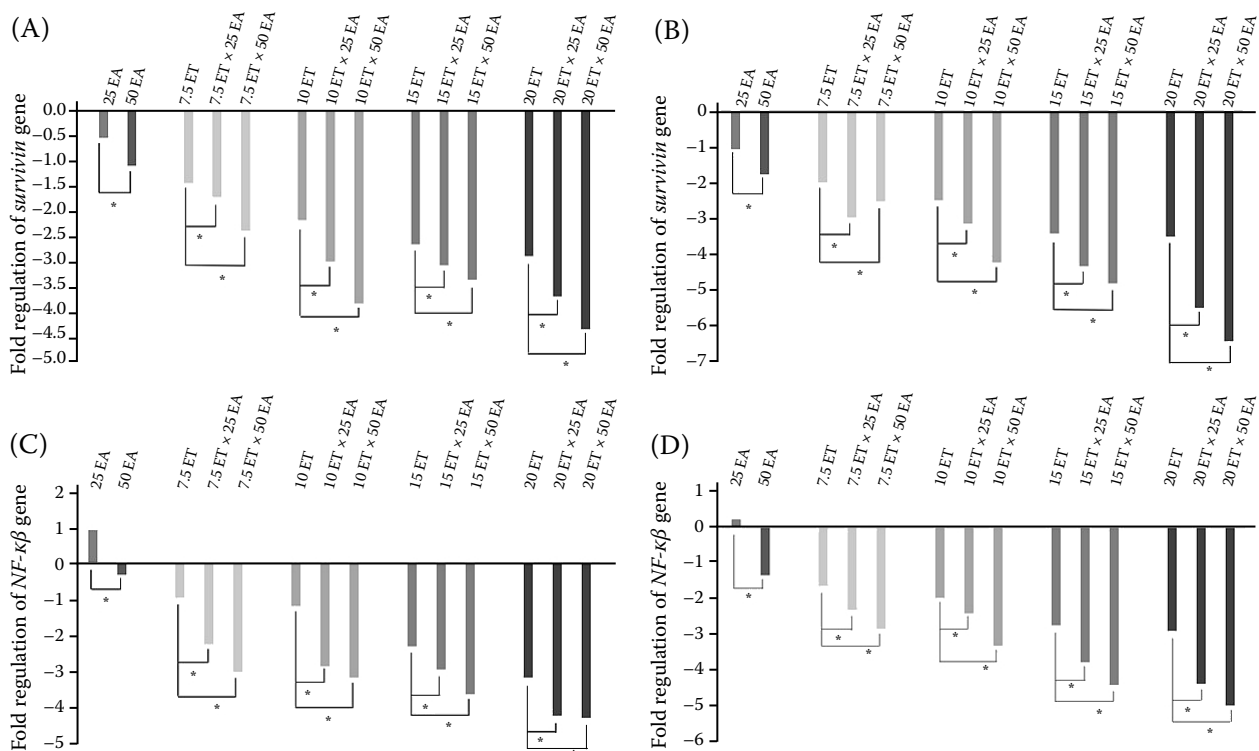 (A)
25 EA
50 EA
7.5 ET
7.5 ET × 25 EA
7.5 ET × 50 EA
10 ET
10 ET × 25 EA
10 ET × 50 EA
15 ET
15 ET × 25 EA
15 ET × 50 EA
20 ET
20 ET × 25 EA
20 ET × 50 EA
Fold regulation of survivin gene
0.0
−0.5
−1.0
−1.5
−2.0
−2.5
−3.0
−3.5
−4.0
−4.5
−5.0
*
*
*
*
*
*
*
*
*
(B)
25 EA
50 EA
7.5 ET
7.5 ET × 25 EA
7.5 ET × 50 EA
10 ET
10 ET × 25 EA
10 ET × 50 EA
15 ET
15 ET × 25 EA
15 ET × 50 EA
20 ET
20 ET × 25 EA
20 ET × 50 EA
Fold regulation of survivin gene
0
−1
−2
−3
−4
−5
−6
−7
*
*
*
*
*
*
*
*
*
(C)
25 EA
50 EA
7.5 ET
7.5 ET × 25 EA
7.5 ET × 50 EA
10 ET
10 ET × 25 EA
10 ET × 50 EA
15 ET
15 ET × 25 EA
15 ET × 50 EA
20 ET
20 ET × 25 EA
20 ET × 50 EA
Fold regulation of NF-κβ gene
2
1
0
−1
−2
−3
−4
−5
*
*
*
*
*
*
*
*
*
(D)
25 EA
50 EA
7.5 ET
7.5 ET × 25 EA
7.5 ET × 50 EA
10 ET
10 ET × 25 EA
10 ET × 50 EA
15 ET
15 ET × 25 EA
15 ET × 50 EA
20 ET
20 ET × 25 EA
20 ET × 50 EA
Fold regulation of NF-κβ gene
1
0
−1
−2
−3
−4
−5
−6
*
*
*
*
*
*
*
*
*